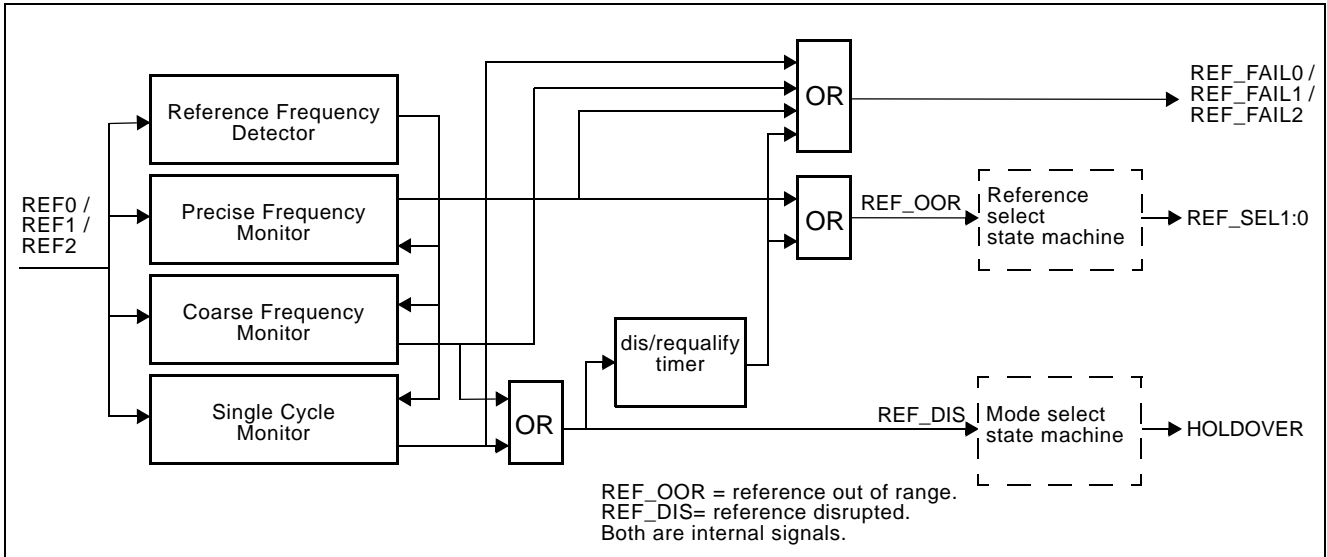 REF0 /
REF1 /
REF2
Reference Frequency
Detector
Precise Frequency
Monitor
Coarse Frequency
Monitor
Single Cycle
Monitor
OR
dis/requalify
timer
OR
REF_FAIL0 /
REF_FAIL1 /
REF_FAIL2
OR
REF_OOR
Reference
select
state machine
REF_SEL1:0
REF_DIS
Mode select
state machine
HOLDOVER
REF_OOR = reference out of range.
REF_DIS= reference disrupted.
Both are internal signals.